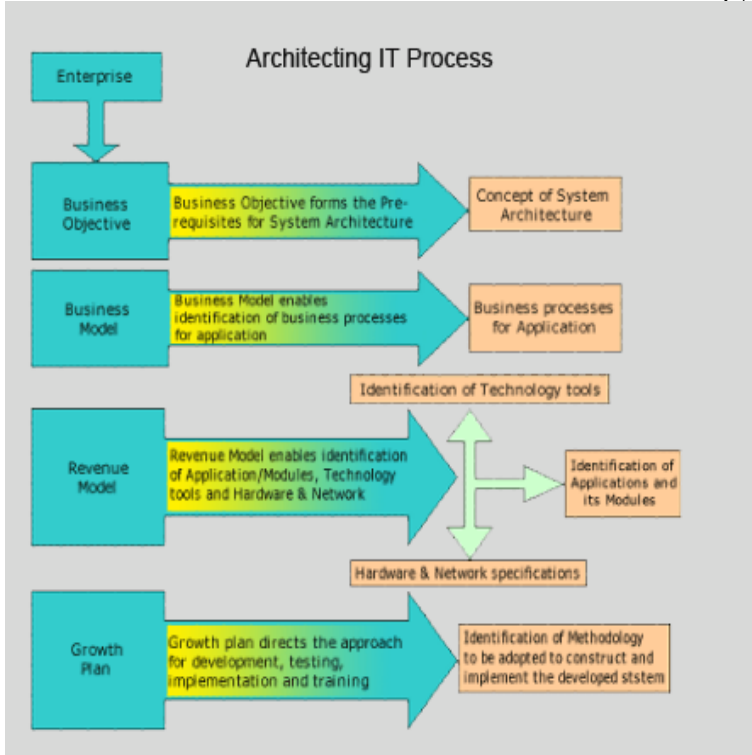 Architecting IT Process
Enterprise
Business
Objective
Business Objective forms the Pre-
requisites for System Architecture
Concept of System
Architecture
Business
Model
Business Model enables
identification of business processes
for application
Business processes
for Application
Identification of Technology tools
Revenue
Model
Revenue Model enables identification
of Application/Modules, Technology
tools and Hardware & Network
Identification of
Applications and
its Modules
Hardware & Network specifications
Growth
Plan
Growth plan directs the approach
for development, testing,
implementation and training
Identification of Methodology
to be adopted to construct and
implement the developed ststem